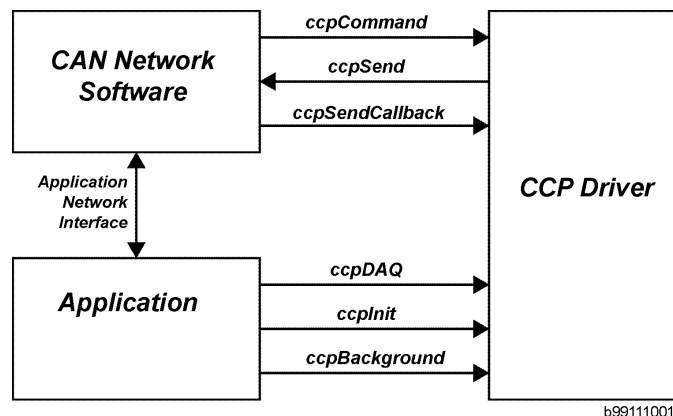 CAN Network
Software
ccpCommand
ccpSend
ccpSendCallback
CCP Driver
Application
Network
Interface
Application
ccpDAQ
ccpInit
ccpBackground
b99111001